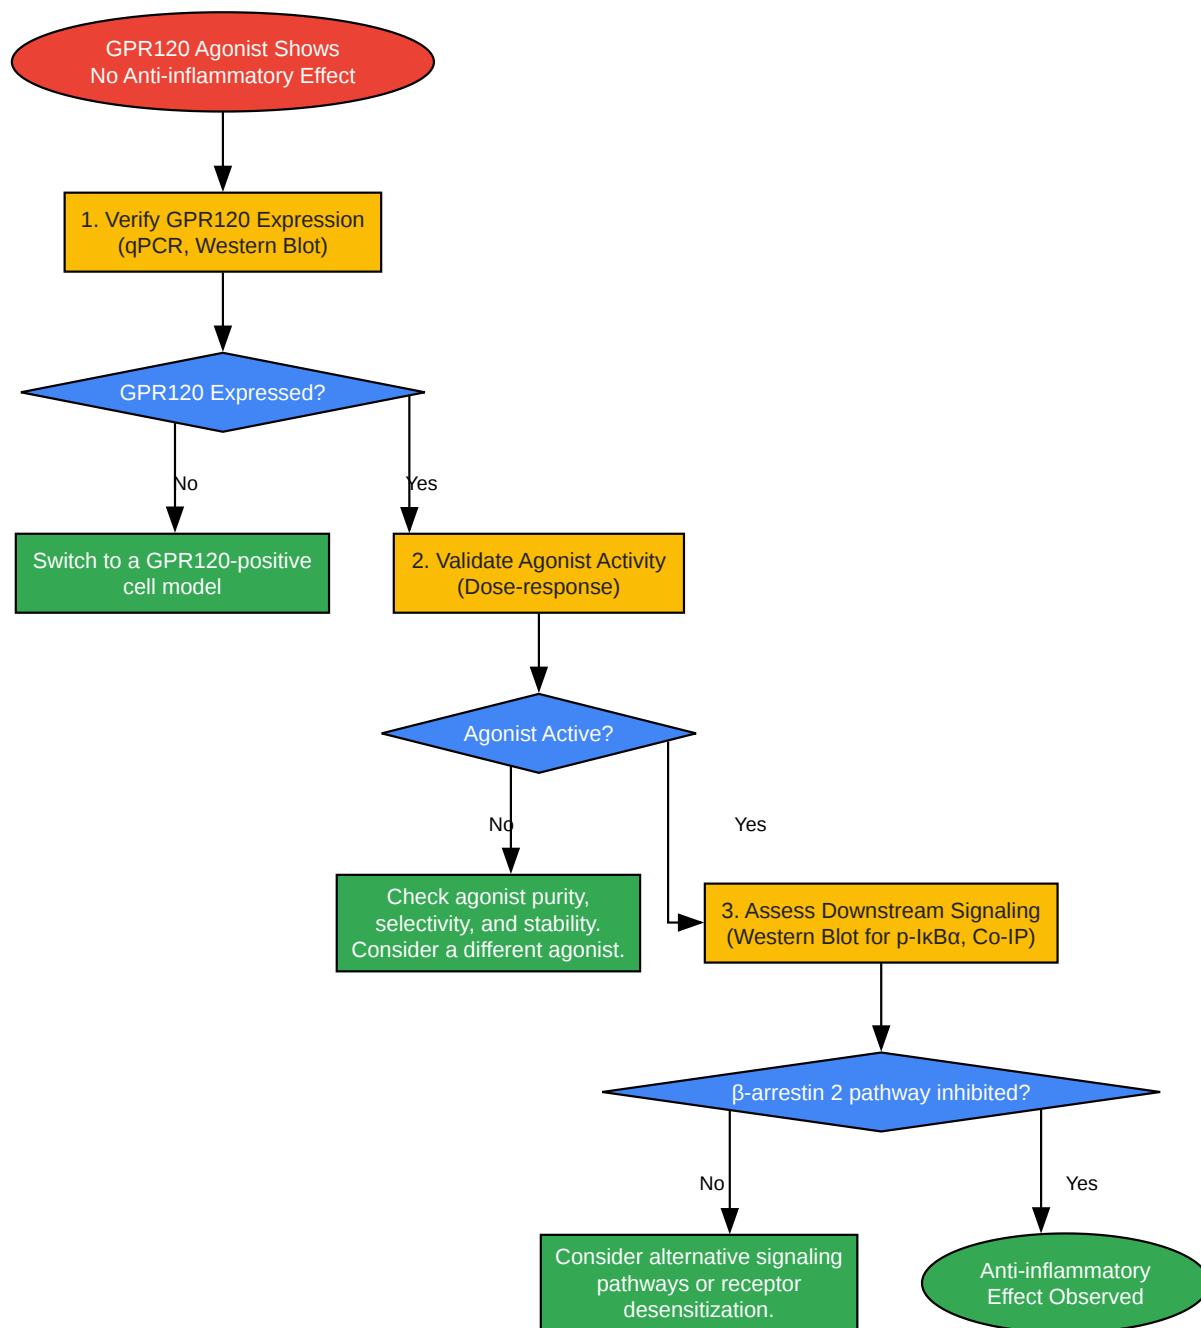 GPR120 Agonist Shows
No Anti-inflammatory Effect
1. Verify GPR120 Expression
(qPCR, Western Blot)
GPR120 Expressed?
No
Yes
Switch to a GPR120-positive
cell model
2. Validate Agonist Activity
(Dose-response)
Agonist Active?
No
Yes
Check agonist purity,
selectivity, and stability.
Consider a different agonist.
3. Assess Downstream Signaling
(Western Blot for p-IκBα, Co-IP)
β-arrestin 2 pathway inhibited?
No
Yes
Consider alternative signaling
pathways or receptor
desensitization.
Anti-inflammatory
Effect Observed